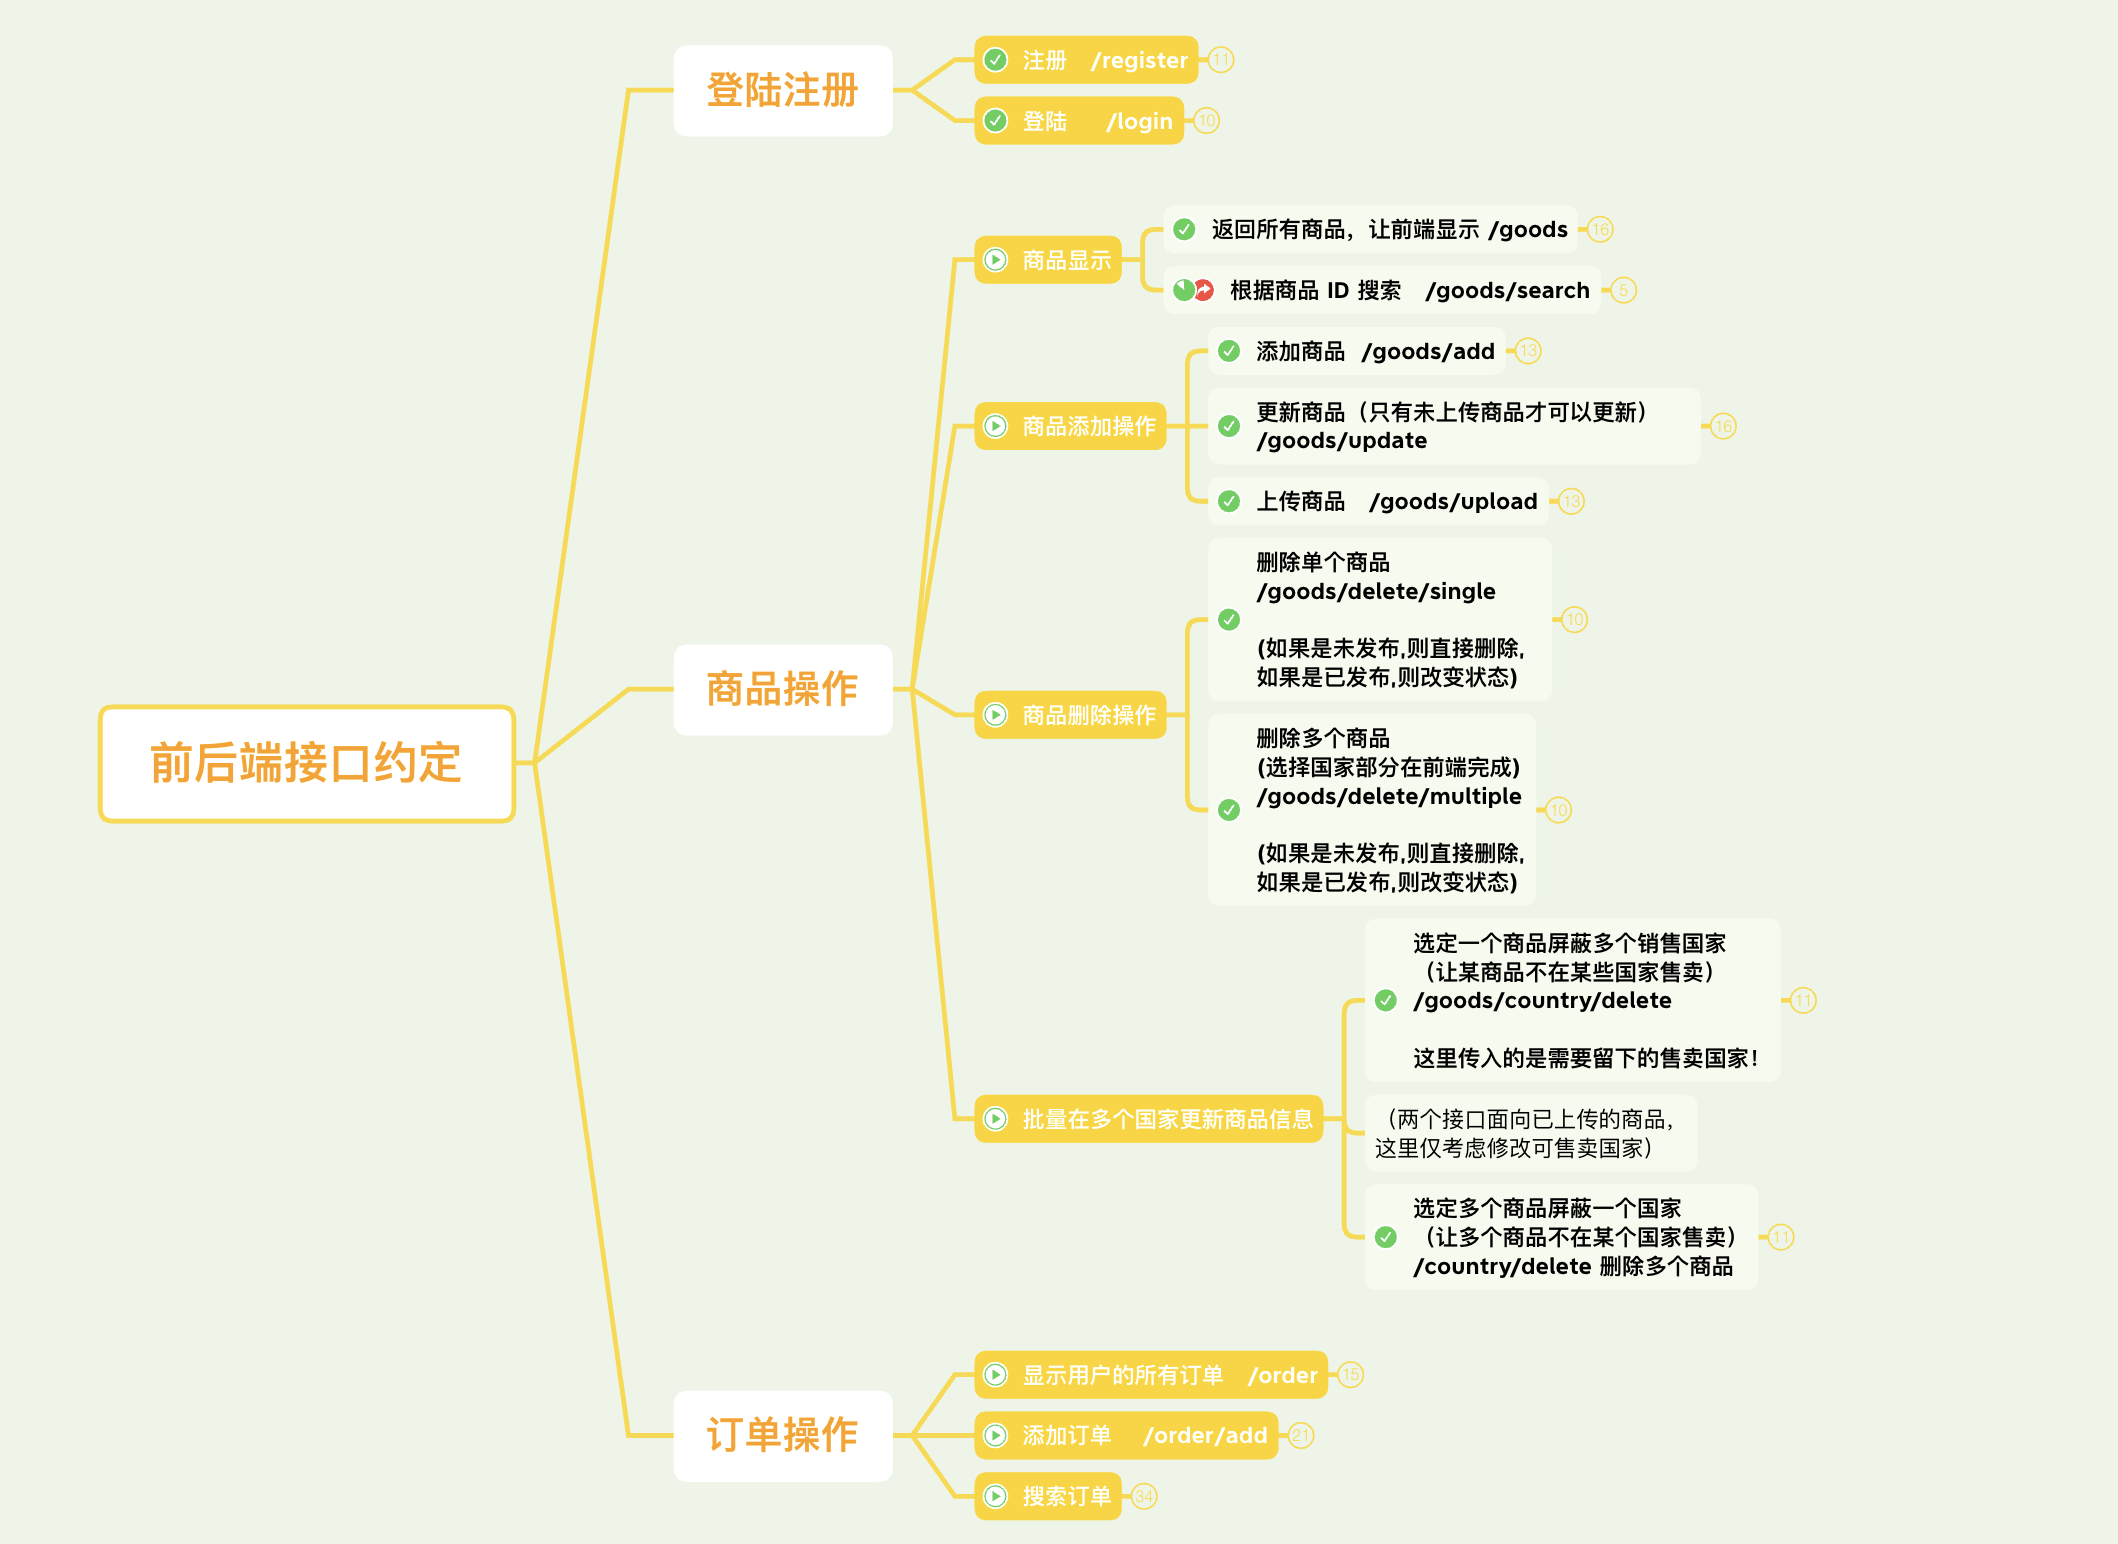 前后端接口约定
登陆注册
注册 /register
11
登陆 /login
10
商品操作
商品显示
返回所有商品，让前端显示 /goods
16
根据商品 ID 搜索 /goods/search
5
商品添加操作
添加商品 /goods/add
13
更新商品（只有未上传商品才可以更新）
/goods/update
16
上传商品 /goods/upload
13
商品删除操作
删除单个商品
/goods/delete/single
(如果是未发布,则直接删除,
如果是已发布,则改变状态)
10
删除多个商品
(选择国家部分在前端完成)
/goods/delete/multiple
(如果是未发布,则直接删除,
如果是已发布,则改变状态)
10
批量在多个国家更新商品信息
选定一个商品屏蔽多个销售国家
（让某商品不在某些国家售卖）
/goods/country/delete
这里传入的是需要留下的售卖国家！
11
（两个接口面向已上传的商品，
这里仅考虑修改可售卖国家）
选定多个商品屏蔽一个国家
（让多个商品不在某个国家售卖）
/country/delete 删除多个商品
11
订单操作
显示用户的所有订单 /order
15
添加订单 /order/add
21
搜索订单
34